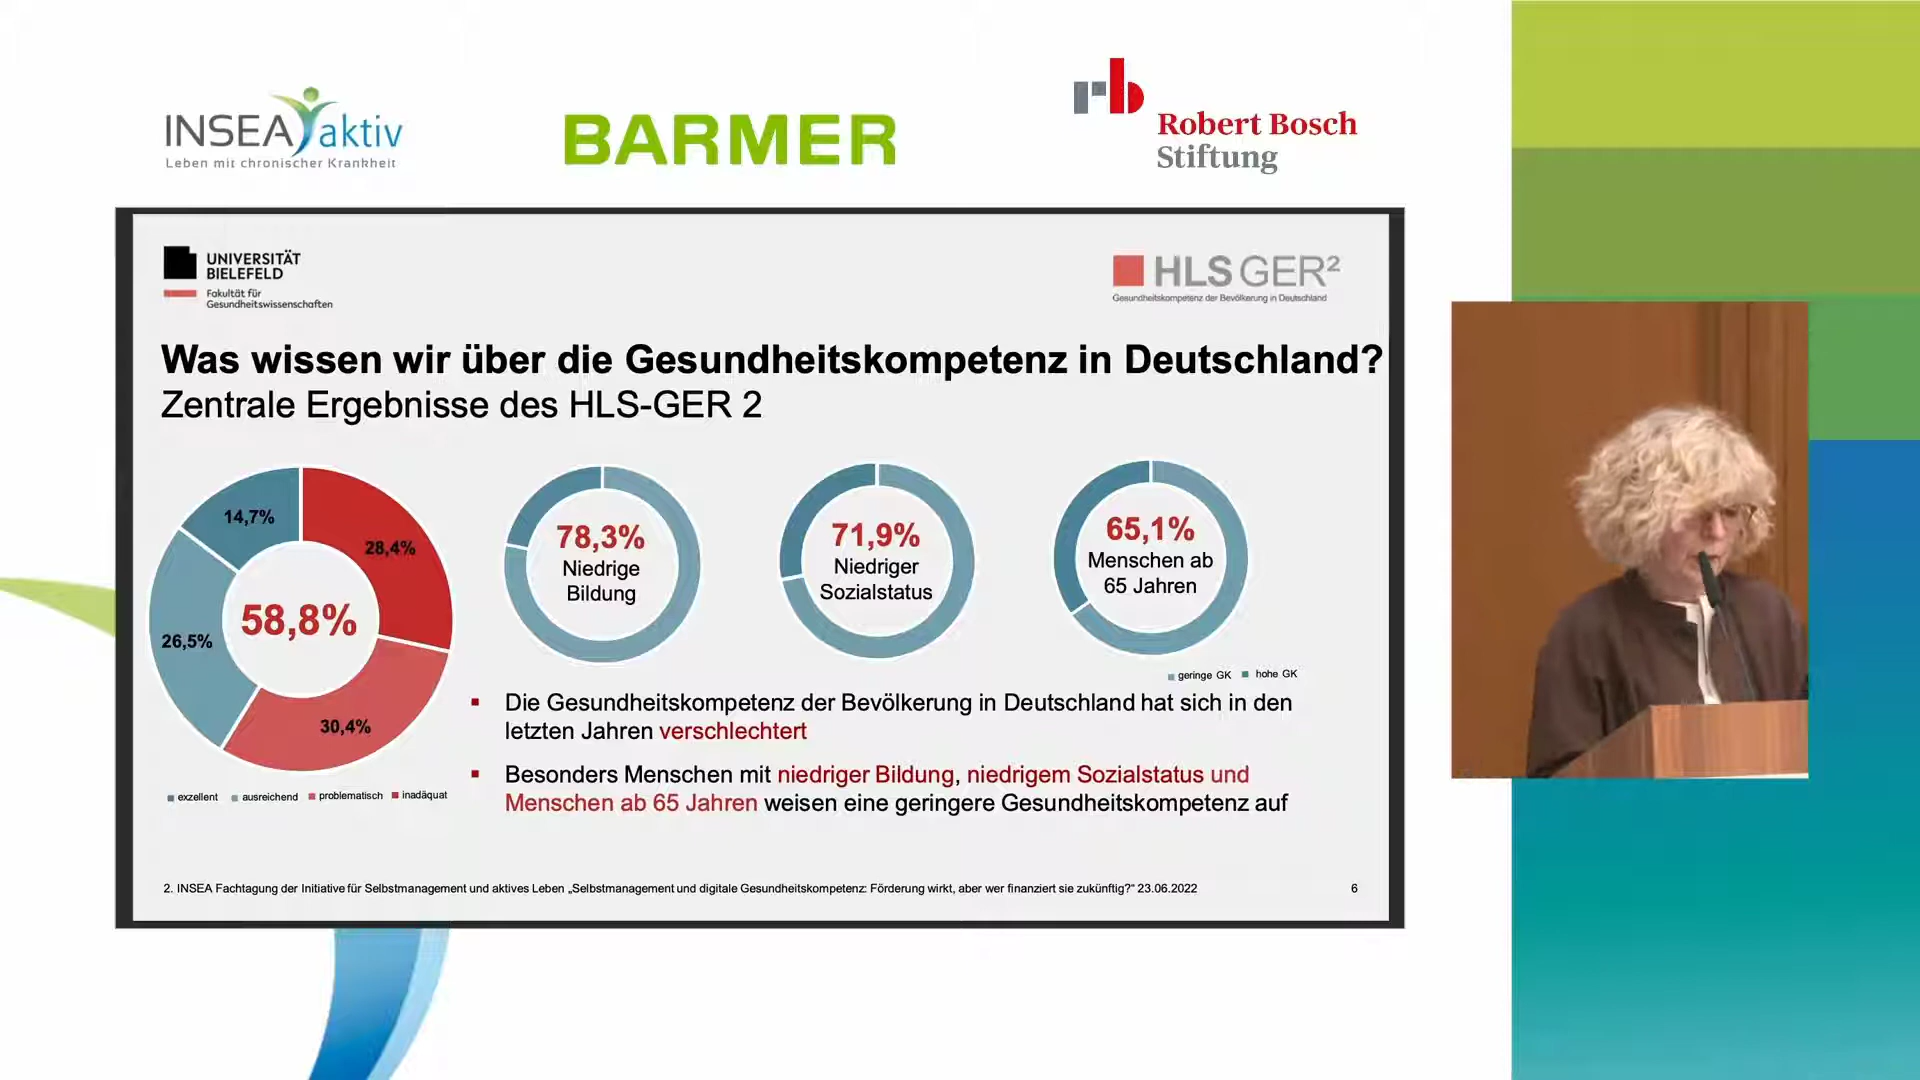 INSEA aktiv
Leben mit chronischer Krankheit
BARMER
rb
Robert Bosch
Stiftung
UNIVERSITÄT
BIELEFELD
Fakultät für
Gesundheitswissenschaften
HLS GER²
Gesundheitskompetenz der Bevölkerung in Deutschland
Was wissen wir über die Gesundheitskompetenz in Deutschland?
Zentrale Ergebnisse des HLS-GER 2
14,7%
28,4%
58,8%
26,5%
30,4%
exzellent ausreichend problematisch inadäquat
78,3%
Niedrige
Bildung
71,9%
Niedriger
Sozialstatus
65,1%
Menschen ab
65 Jahren
geringe GK hohe GK
▪ Die Gesundheitskompetenz der Bevölkerung in Deutschland hat sich in den
letzten Jahren verschlechtert
▪ Besonders Menschen mit niedriger Bildung, niedrigem Sozialstatus und
Menschen ab 65 Jahren weisen eine geringere Gesundheitskompetenz auf
2. INSEA Fachtagung der Initiative für Selbstmanagement und aktives Leben „Selbstmanagement und digitale Gesundheitskompetenz: Förderung wirkt, aber wer finanziert sie zukünftig?“ 23.06.2022
6